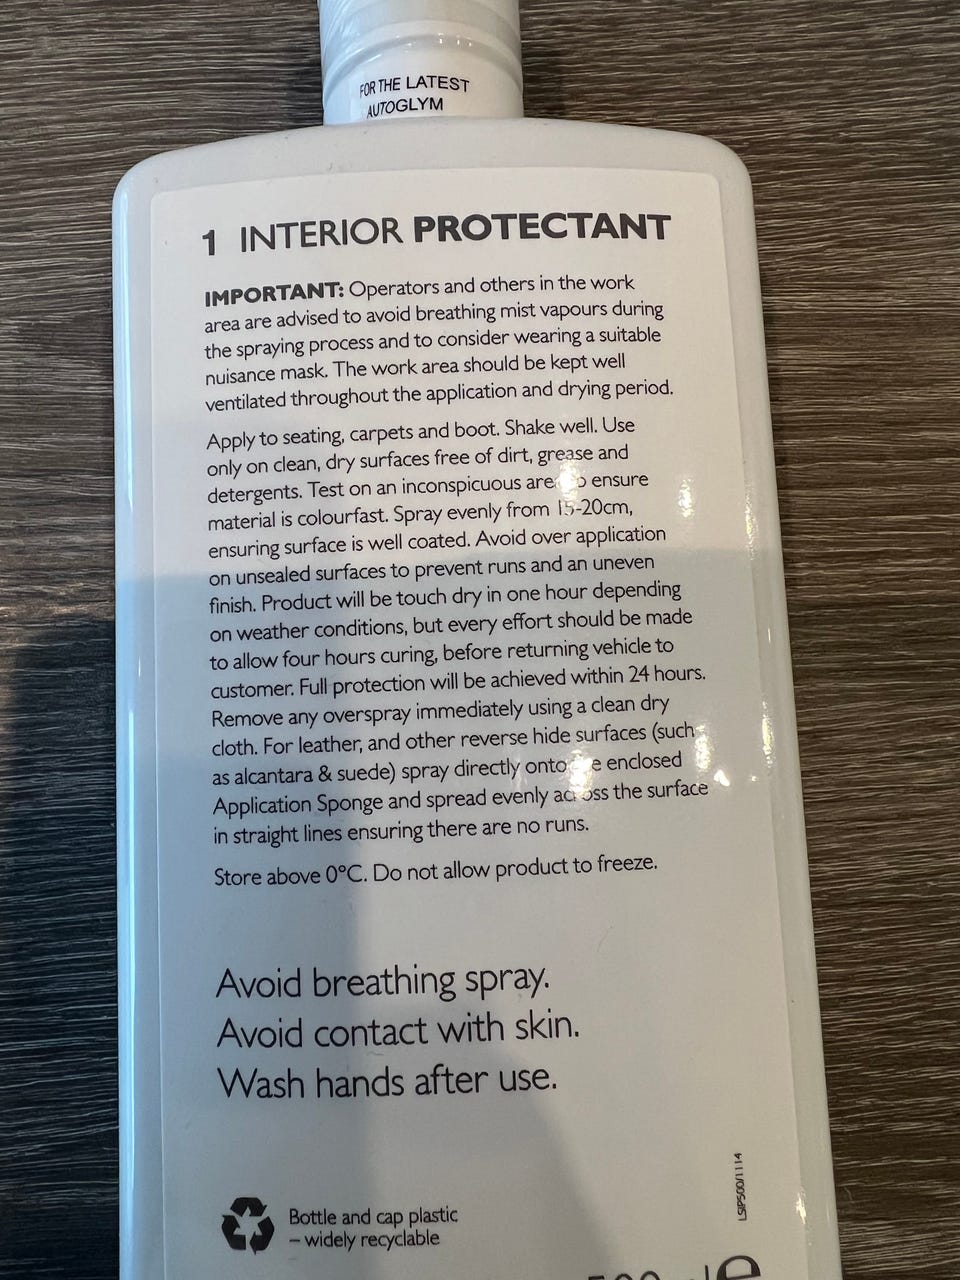 FOR THE LATEST
AUTOGLYM
1 INTERIOR PROTECTANT
IMPORTANT: Operators and others in the work
area are advised to avoid breathing mist vapours during
the spraying process and to consider wearing a suitable
nuisance mask. The work area should be kept well
ventilated throughout the application and drying period.
Apply to seating, carpets and boot. Shake well. Use
only on clean, dry surfaces free of dirt, grease and
detergents. Test on an inconspicuous area to ensure
material is colourfast. Spray evenly from 15-20cm,
ensuring surface is well coated. Avoid over application
on unsealed surfaces to prevent runs and an uneven
finish. Product will be touch dry in one hour depending
on weather conditions, but every effort should be made
to allow four hours curing, before returning vehicle to
customer. Full protection will be achieved within 24 hours.
Remove any overspray immediately using a clean dry
cloth. For leather, and other reverse hide surfaces (such
as alcantara & suede) spray directly onto the enclosed
Application Sponge and spread evenly across the surface
in straight lines ensuring there are no runs.
Store above 0°C. Do not allow product to freeze.
Avoid breathing spray.
Avoid contact with skin.
Wash hands after use.
LSIP500/1114
Bottle and cap plastic
– widely recyclable